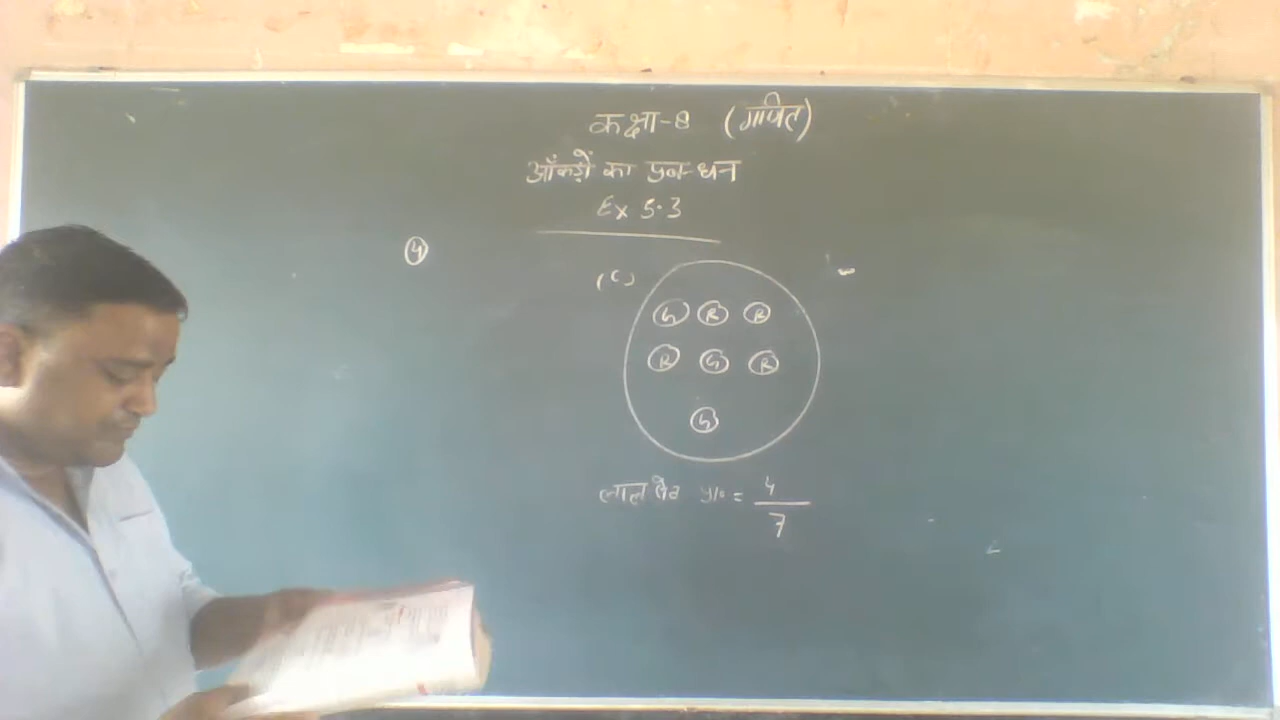 कक्षा-8 (गणित)
आँकड़ों का प्रबन्धन
Ex 5.3
④
(C)
G R R
R G R
G
लाल सेब प्रा० = 4/7